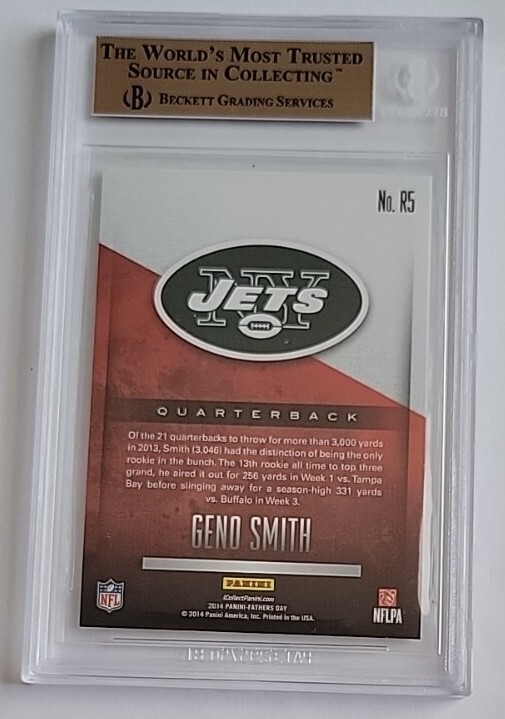 THE WORLD'S MOST TRUSTED
SOURCE IN COLLECTING™
(B) BECKETT GRADING SERVICES
No. R5
NY
JETS
QUARTERBACK
Of the 21 quarterbacks to throw for more than 3,000 yards
in 2013, Smith (3,046) had the distinction of being the only
rookie in the bunch. The 13th rookie all time to top three
grand, he aired it out for 256 yards in Week 1 vs. Tampa
Bay before slinging away for a season-high 331 yards
vs. Buffalo in Week 3.
GENO SMITH
PANINI
iCollectPanini.com
2014 PANINI-FATHERS DAY
© 2014 Panini America, Inc. Printed in the USA.
NFL
NFLPA